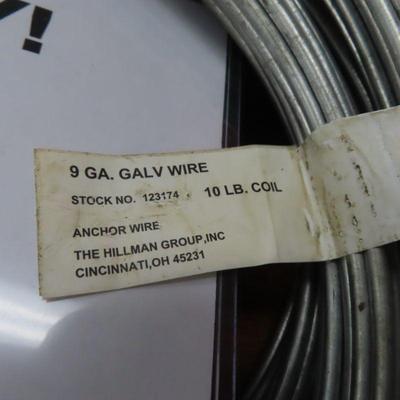 Y!
9 GA. GALV WIRE
STOCK NO. 123174 10 LB. COIL
ANCHOR WIRE
THE HILLMAN GROUP,INC
CINCINNATI,OH 45231